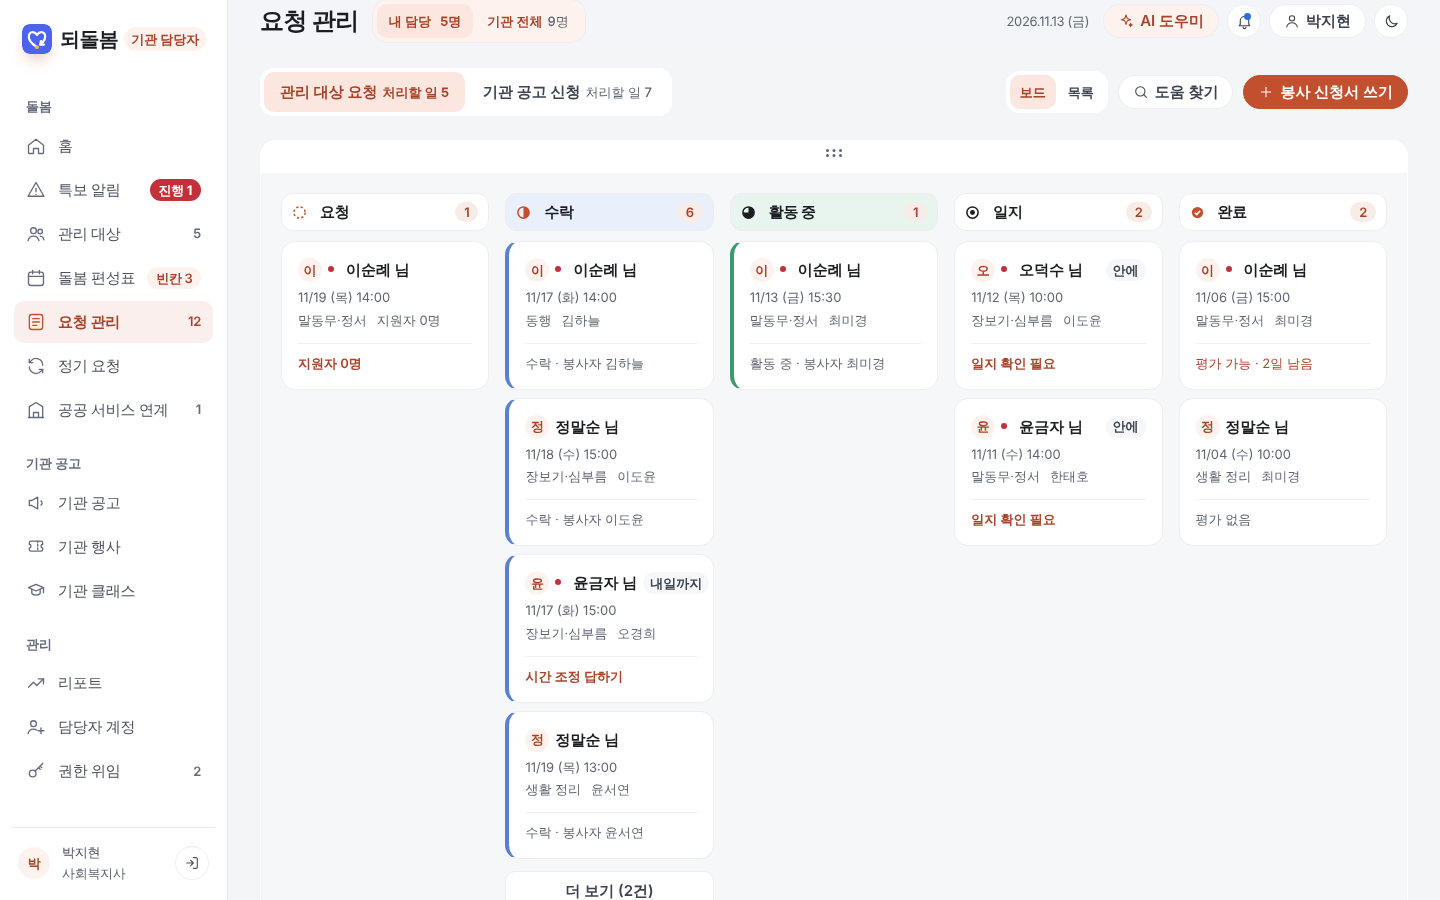 되돌봄 기관 담당자
돌봄
홈
특보 알림 진행 1
관리 대상 5
돌봄 편성표 빈칸 3
요청 관리 12
정기 요청
공공 서비스 연계 1
기관 공고
기관 공고
기관 행사
기관 클래스
관리
리포트
담당자 계정
권한 위임 2
박 박지현
사회복지사
요청 관리 내 담당 5명 기관 전체 9명
2026.11.13 (금) AI 도우미 박지현
관리 대상 요청 처리할 일 5 기관 공고 신청 처리할 일 7
보드 목록 도움 찾기 봉사 신청서 쓰기
요청 1
이 이순례 님
11/19 (목) 14:00
말동무·정서 지원자 0명
지원자 0명
수락 6
이 이순례 님
11/17 (화) 14:00
동행 김하늘
수락 · 봉사자 김하늘
정 정말순 님
11/18 (수) 15:00
장보기·심부름 이도윤
수락 · 봉사자 이도윤
윤 윤금자 님 내일까지
11/17 (화) 15:00
장보기·심부름 오경희
시간 조정 답하기
정 정말순 님
11/19 (목) 13:00
생활 정리 윤서연
수락 · 봉사자 윤서연
더 보기 (2건)
활동 중 1
이 이순례 님
11/13 (금) 15:30
말동무·정서 최미경
활동 중 · 봉사자 최미경
일지 2
오 오덕수 님 안에
11/12 (목) 10:00
장보기·심부름 이도윤
일지 확인 필요
윤 윤금자 님 안에
11/11 (수) 14:00
말동무·정서 한태호
일지 확인 필요
완료 2
이 이순례 님
11/06 (금) 15:00
말동무·정서 최미경
평가 가능 · 2일 남음
정 정말순 님
11/04 (수) 10:00
생활 정리 최미경
평가 없음